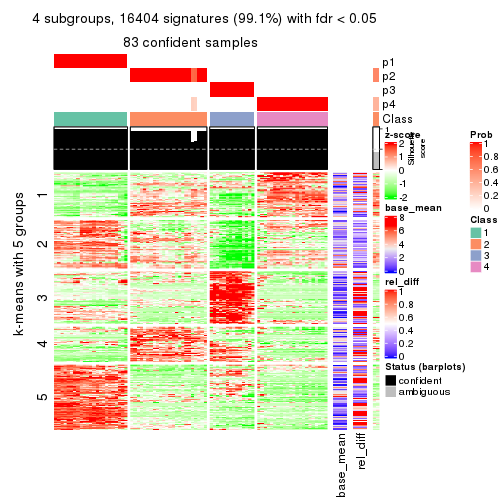 4 subgroups, 16404 signatures (99.1%) with fdr < 0.05
83 confident samples
p1
p2
p3
p4
Class
1
Silhouette
score
k-means with 5 groups
1
2
3
4
5
base_mean
rel_diff
z-score
2
1
0
-1
-2
base_mean
8
6
4
2
0
rel_diff
1
0.8
0.6
0.4
0.2
0
Status (barplots)
confident
ambiguous
Prob
1
0.8
0.6
0.4
0.2
0
Class
1
2
3
4